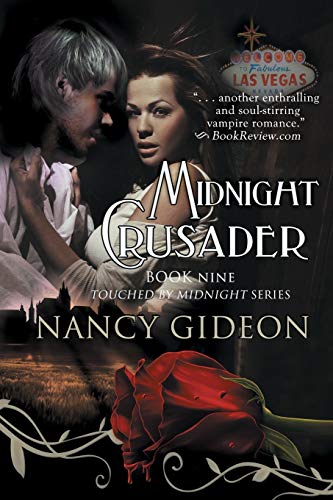 WELCOME
TO Fabulous
LAS VEGAS
NEVADA
". . . another enthralling
and soul-stirring
vampire romance."
BookReview.com
MIDNIGHT
CRUSADER
BOOK NINE
TOUCHED BY MIDNIGHT SERIES
NANCY GIDEON